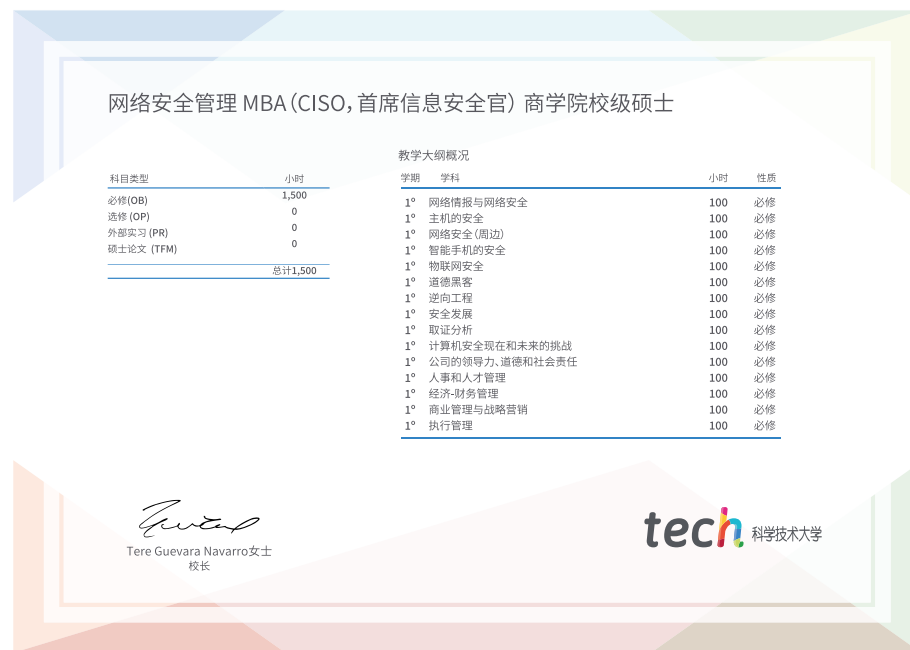 网络安全管理 MBA（CISO，首席信息安全官） 商学院校级硕士
科目类型 小时
必修(OB) 1,500
选修 (OP) 0
外部实习 (PR) 0
硕士论文 (TFM) 0
总计1,500
教学大纲概况
学期 学科 小时 性质
1º 网络情报与网络安全 100 必修
1º 主机的安全 100 必修
1º 网络安全（周边） 100 必修
1º 智能手机的安全 100 必修
1º 物联网安全 100 必修
1º 道德黑客 100 必修
1º 逆向工程 100 必修
1º 安全发展 100 必修
1º 取证分析 100 必修
1º 计算机安全现在和未来的挑战 100 必修
1º 公司的领导力、道德和社会责任 100 必修
1º 人事和人才管理 100 必修
1º 经济-财务管理 100 必修
1º 商业管理与战略营销 100 必修
1º 执行管理 100 必修
Tere Guevara Navarro女士
校长
tech 科学技术大学